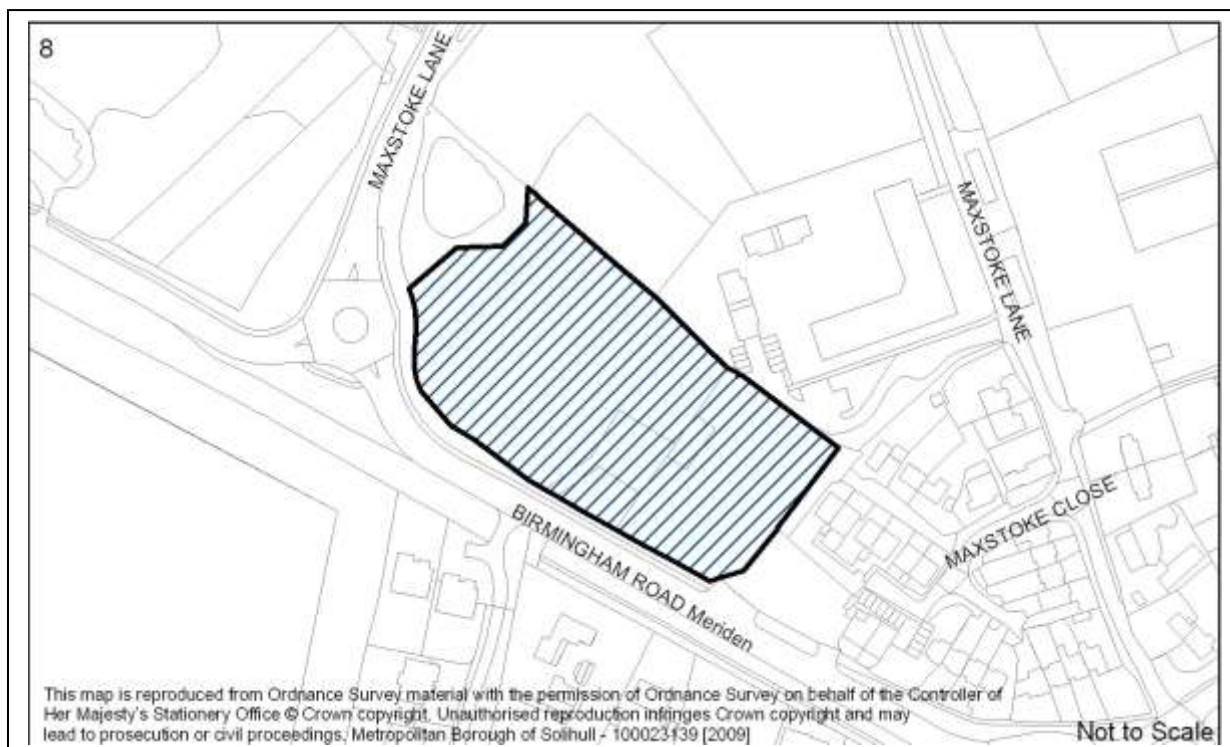 8
MAXSTOKE LANE
MAXSTOKE LANE
MAXSTOKE CLOSE
BIRMINGHAM ROAD Meriden
This map is reproduced from Ordnance Survey material with the permission of Ordnance Survey on behalf of the Controller of
Her Majesty's Stationery Office © Crown copyright. Unauthorised reproduction infringes Crown copyright and may
lead to prosecution or civil proceedings. Metropolitan Borough of Solihull - 100023139 [2009]
Not to Scale